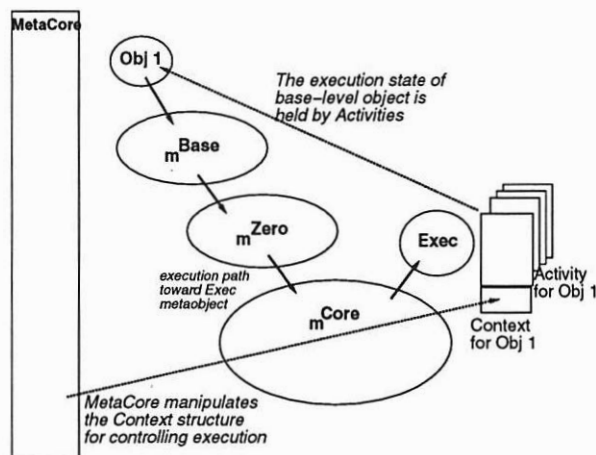 MetaCore
Obj 1
The execution state of
base-level object is
held by Activities
mBase
mZero
Exec
execution path
toward Exec
metaobject
mCore
Activity
for Obj 1
Context
for Obj 1
MetaCore manipulates
the Context structure
for controlling execution